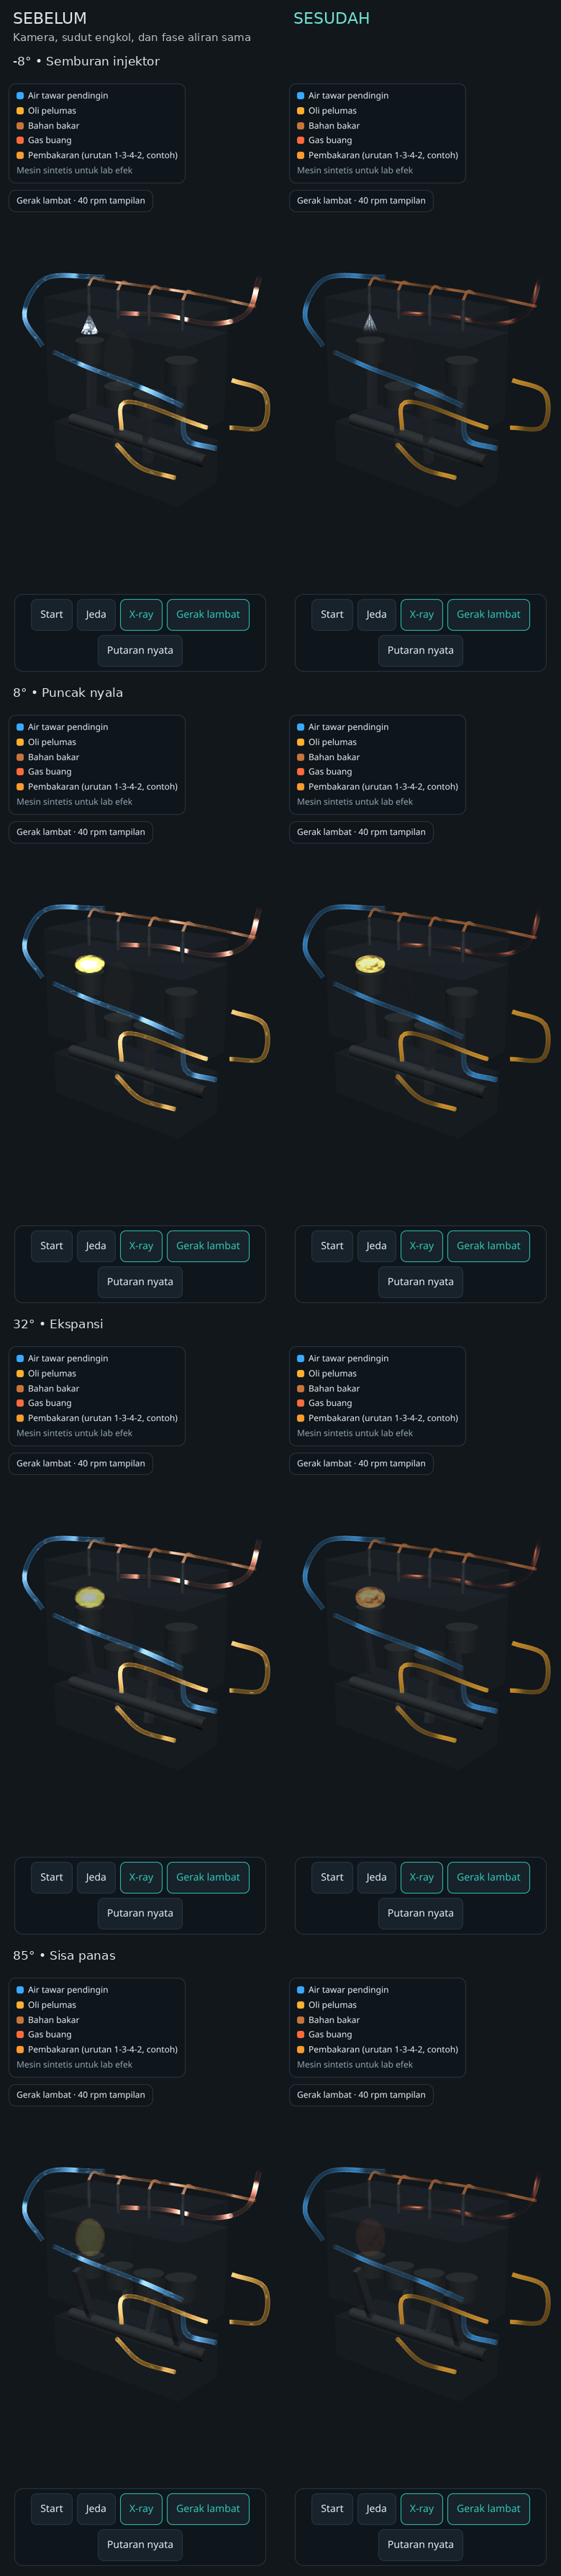 SEBELUM
SESUDAH
Kamera, sudut engkol, dan fase aliran sama
-8° • Semburan injektor
Air tawar pendingin
Oli pelumas
Bahan bakar
Gas buang
Pembakaran (urutan 1-3-4-2, contoh)
Mesin sintetis untuk lab efek
Gerak lambat · 40 rpm tampilan
Air tawar pendingin
Oli pelumas
Bahan bakar
Gas buang
Pembakaran (urutan 1-3-4-2, contoh)
Mesin sintetis untuk lab efek
Gerak lambat · 40 rpm tampilan
Start Jeda X-ray Gerak lambat
Putaran nyata
Start Jeda X-ray Gerak lambat
Putaran nyata
8° • Puncak nyala
Air tawar pendingin
Oli pelumas
Bahan bakar
Gas buang
Pembakaran (urutan 1-3-4-2, contoh)
Mesin sintetis untuk lab efek
Gerak lambat · 40 rpm tampilan
Air tawar pendingin
Oli pelumas
Bahan bakar
Gas buang
Pembakaran (urutan 1-3-4-2, contoh)
Mesin sintetis untuk lab efek
Gerak lambat · 40 rpm tampilan
Start Jeda X-ray Gerak lambat
Putaran nyata
Start Jeda X-ray Gerak lambat
Putaran nyata
32° • Ekspansi
Air tawar pendingin
Oli pelumas
Bahan bakar
Gas buang
Pembakaran (urutan 1-3-4-2, contoh)
Mesin sintetis untuk lab efek
Gerak lambat · 40 rpm tampilan
Air tawar pendingin
Oli pelumas
Bahan bakar
Gas buang
Pembakaran (urutan 1-3-4-2, contoh)
Mesin sintetis untuk lab efek
Gerak lambat · 40 rpm tampilan
Start Jeda X-ray Gerak lambat
Putaran nyata
Start Jeda X-ray Gerak lambat
Putaran nyata
85° • Sisa panas
Air tawar pendingin
Oli pelumas
Bahan bakar
Gas buang
Pembakaran (urutan 1-3-4-2, contoh)
Mesin sintetis untuk lab efek
Gerak lambat · 40 rpm tampilan
Air tawar pendingin
Oli pelumas
Bahan bakar
Gas buang
Pembakaran (urutan 1-3-4-2, contoh)
Mesin sintetis untuk lab efek
Gerak lambat · 40 rpm tampilan
Start Jeda X-ray Gerak lambat
Putaran nyata
Start Jeda X-ray Gerak lambat
Putaran nyata